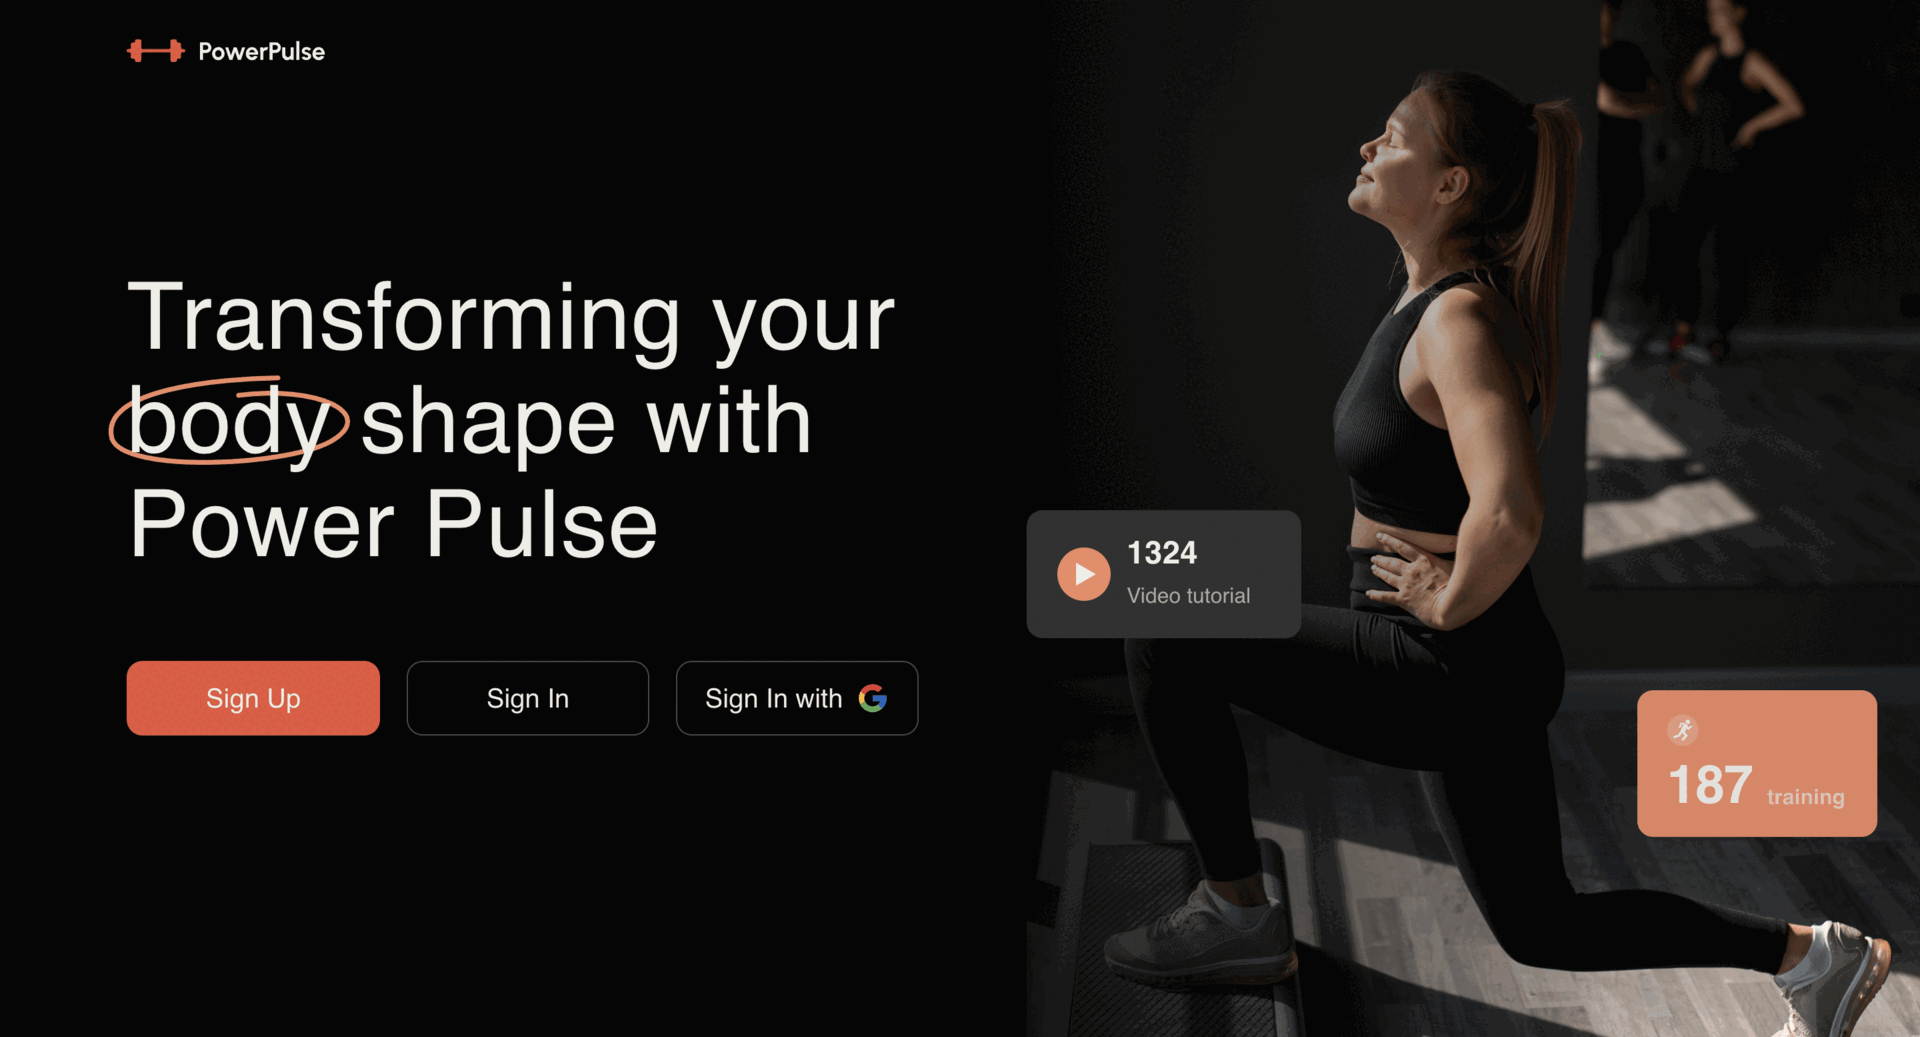 PowerPulse
Transforming your
body shape with
Power Pulse
Sign Up
Sign In
Sign In with
1324
Video tutorial
187 training